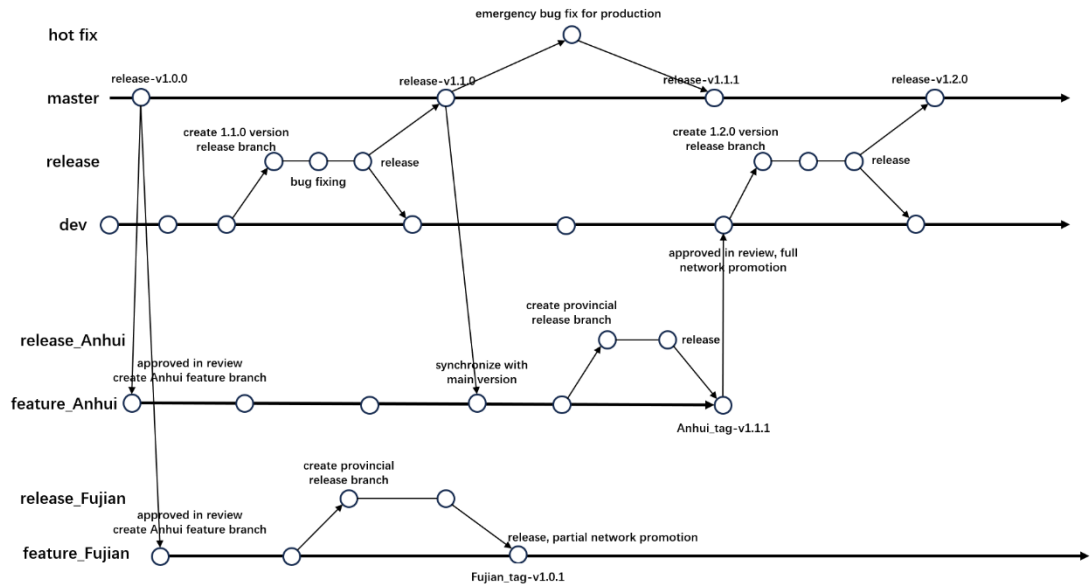 emergency bug fix for production
hot fix
release-v1.0.0
release-v1.1.0
release-v1.1.1
release-v1.2.0
master
create 1.1.0 version
release branch
create 1.2.0 version
release branch
release
release
release
bug fixing
dev
approved in review, full
network promotion
create provincial
release branch
release_Anhui
release
approved in review
create Anhui feature branch
synchronize with
main version
feature_Anhui
Anhui_tag-v1.1.1
create provincial
release branch
release_Fujian
approved in review
create Anhui feature branch
release, partial network promotion
feature_Fujian
Fujian_tag-v1.0.1